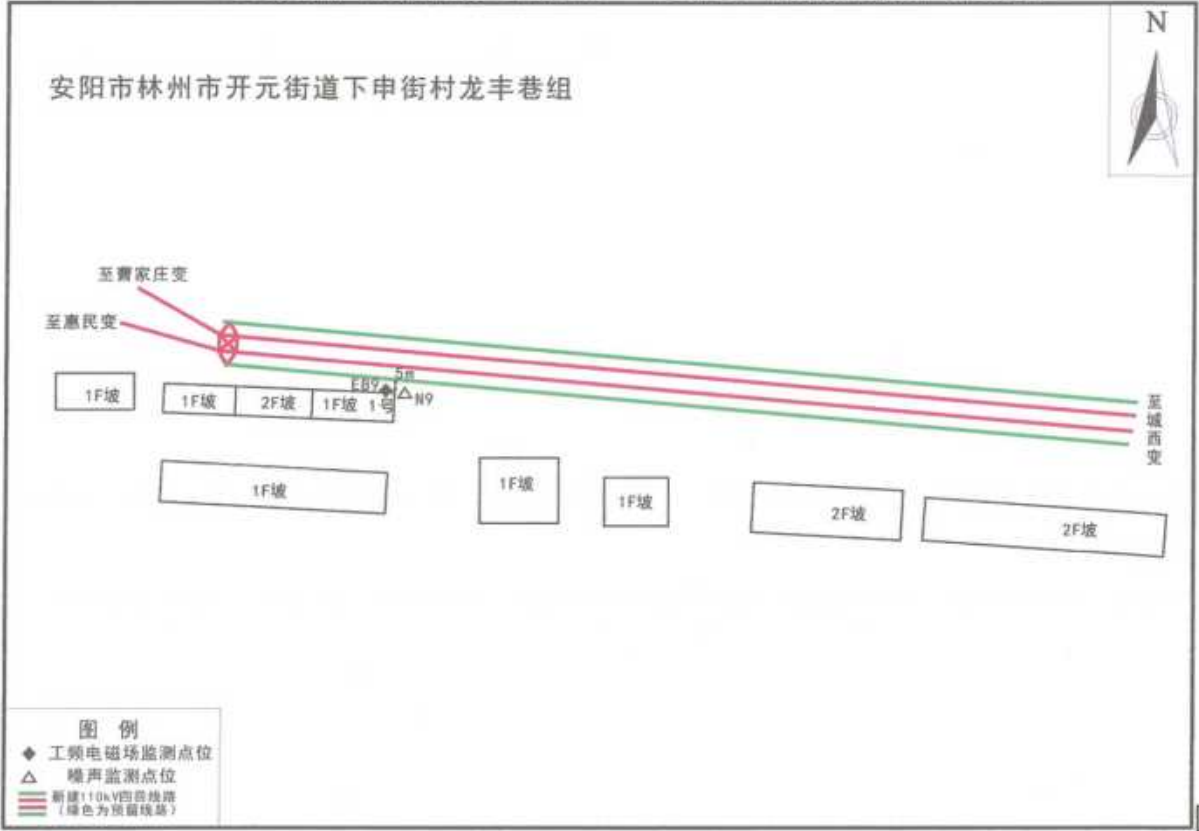 N
安阳市林州市开元街道下申街村龙丰巷组
至曹家庄变
至惠民变
5m
EB9
N9
1F坡
1F坡
2F坡
1F坡
1号
至城西变
1F坡
1F坡
1F坡
2F坡
2F坡
图 例
工频电磁场监测点位
噪声监测点位
新建110kV四回线路
(绿色为预留线路)